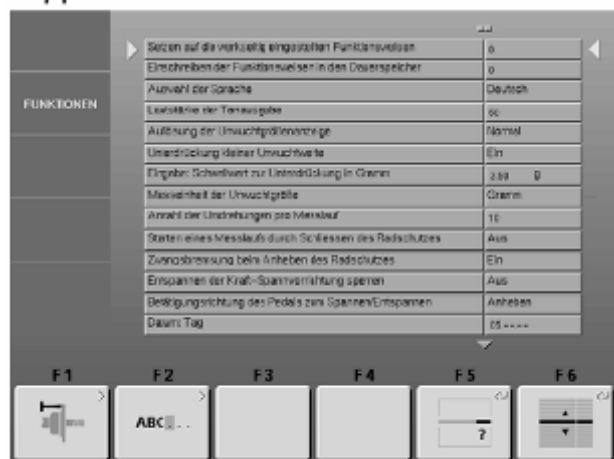 Setzen auf die werkseitig eingestellten Funktionsweisen 0
Einschreiben der Funktionsweisen in den Dauerspeicher 0
FUNKTIONEN
Auswahl der Sprache Deutsch
Lautstärke der Tonausgabe 50
Auflösung der Unwuchtgrößenanzeige Normal
Unterdrückung kleiner Unwuchtwerte Ein
Eingabe: Schwellwert zur Unterdrückung in Gramm 3.50 g
Masseinheit der Unwuchtgröße Gramm
Anzahl der Umdrehungen pro Messlauf 10
Starten eines Messlaufs durch Schliessen des Radschutzes Aus
Zwangsbremsung beim Anheben des Radschutzes Ein
Entspannen der Kraft-Spannvorrichtung sperren Aus
Betätigungsrichtung des Pedals zum Spannen/Entspannen Anheben
Datum: Tag 05 ----
F1 F2 F3 F4 F5 F6
ABC . .
?